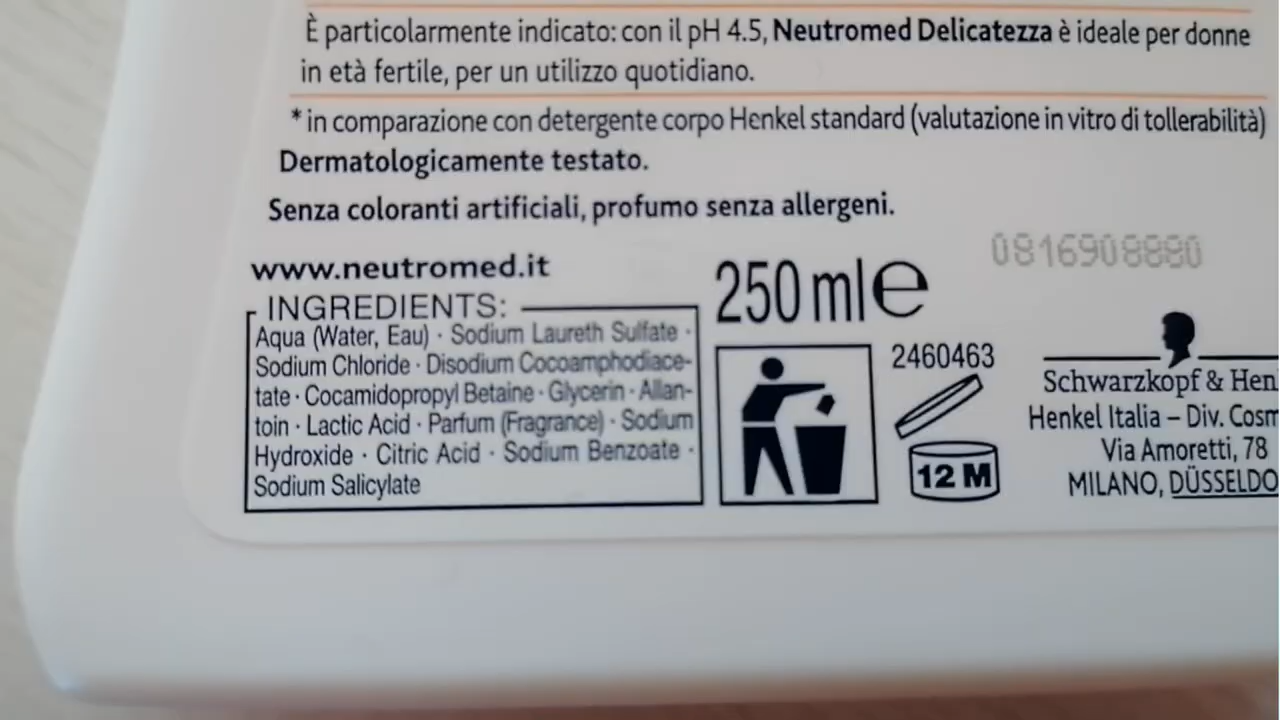 È particolarmente indicato: con il pH 4.5, Neutromed Delicatezza è ideale per donne
in età fertile, per un utilizzo quotidiano.
* in comparazione con detergente corpo Henkel standard (valutazione in vitro di tollerabilità)
Dermatologicamente testato.
Senza coloranti artificiali, profumo senza allergeni.
0816908880
www.neutromed.it
250 ml e
INGREDIENTS:
Aqua (Water, Eau) · Sodium Laureth Sulfate ·
Sodium Chloride · Disodium Cocoamphodiace-
tate · Cocamidopropyl Betaine · Glycerin · Allan-
toin · Lactic Acid · Parfum (Fragrance) · Sodium
Hydroxide · Citric Acid · Sodium Benzoate ·
Sodium Salicylate
2460463
12 M
Schwarzkopf & Hen
Henkel Italia – Div. Cosm
Via Amoretti, 78
MILANO, DÜSSELDO